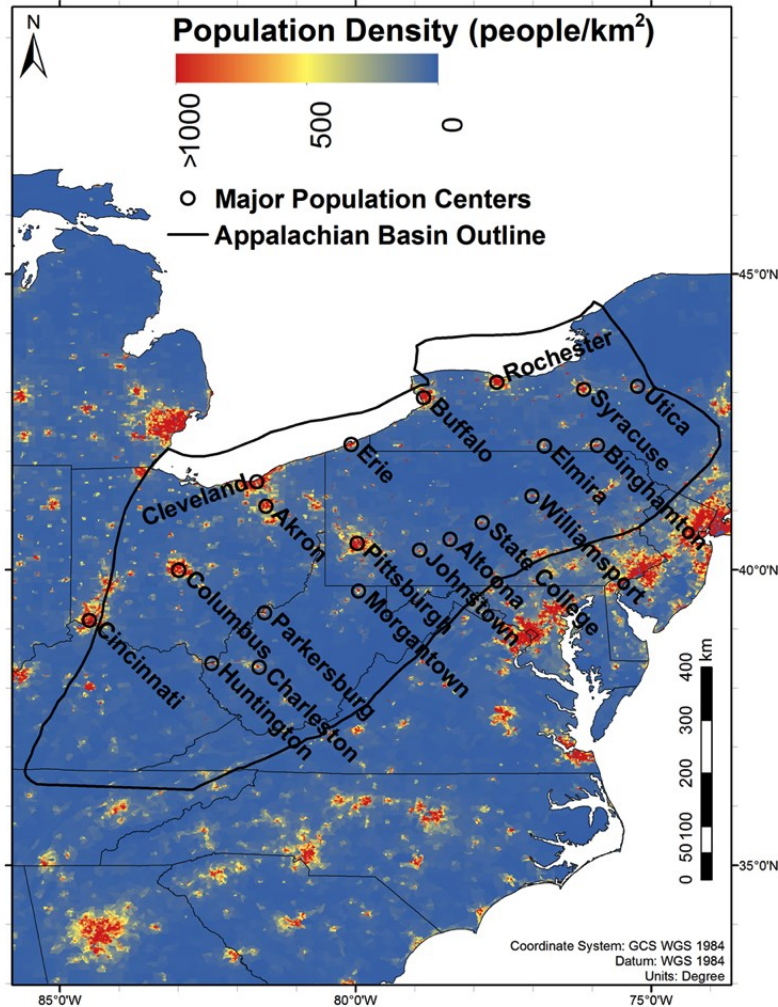 N
Population Density (people/km²)
>1000
500
0
Major Population Centers
Appalachian Basin Outline
45°0'N
Rochester
Utica
Syracuse
Buffalo
Binghamton
Elmira
Erie
Cleveland
Williamsport
Akron
State College
Altoona
Pittsburgh
Johnstown
40°0'N
Columbus
Morgantown
Parkersburg
Cincinnati
Charleston
Huntington
km
400
300
200
100
50
0
35°0'N
Coordinate System: GCS WGS 1984
Datum: WGS 1984
Units: Degree
85°0'W
80°0'W
75°0'W